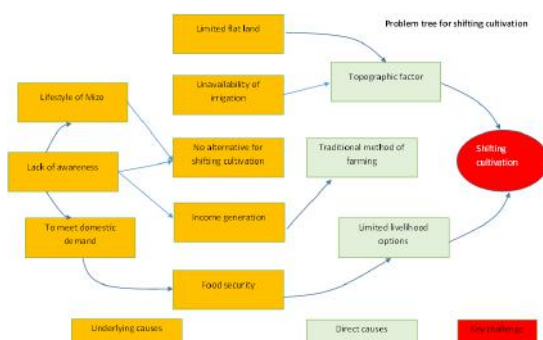 Problem tree for shifting cultivation
Limited flat land
Unavailability of
irrigation
Topographic factor
Lifestyle of Mizo
No alternative for
shifting cultivation
Traditional method of
farming
Shifting
cultivation
Lack of awareness
Income generation
To meet domestic
demand
Limited livelihood
options
Food security
Underlying causes
Direct causes
Key challenge